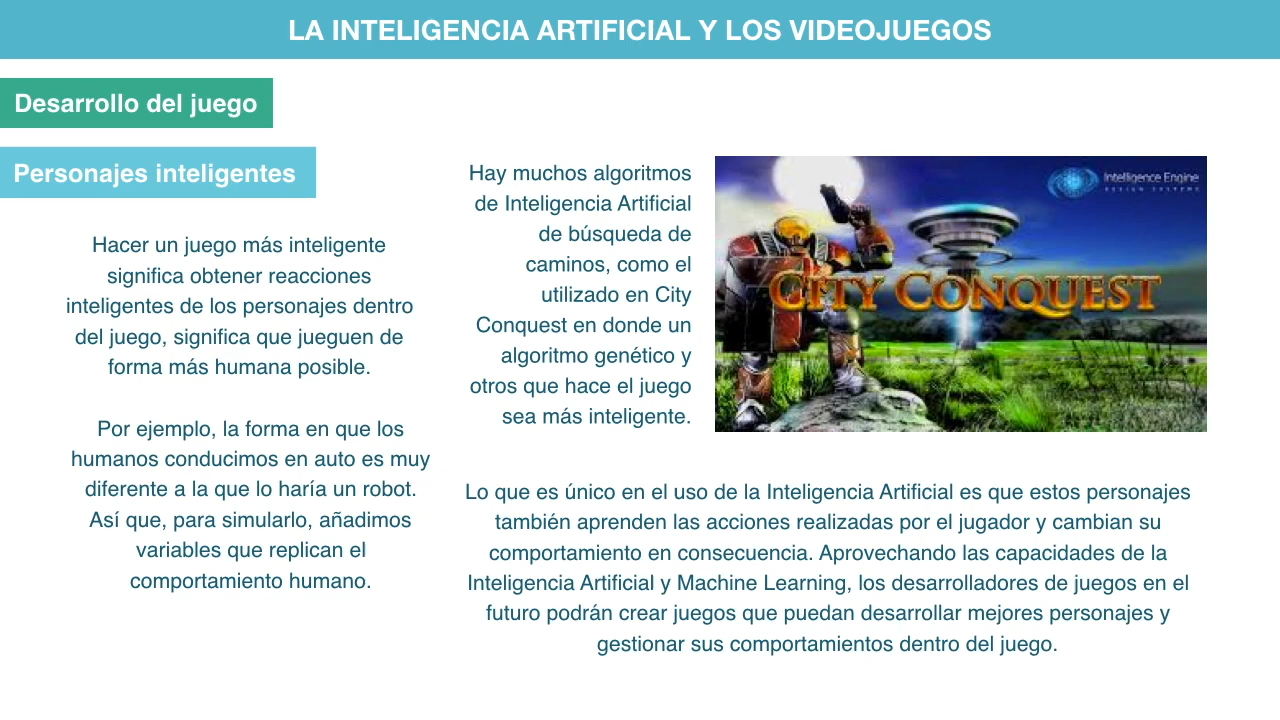 LA INTELIGENCIA ARTIFICIAL Y LOS VIDEOJUEGOS
Desarrollo del juego
Personajes inteligentes
Hacer un juego más inteligente
significa obtener reacciones
inteligentes de los personajes dentro
del juego, significa que jueguen de
forma más humana posible.
Por ejemplo, la forma en que los
humanos conducimos en auto es muy
diferente a la que lo haría un robot.
Así que, para simularlo, añadimos
variables que replican el
comportamiento humano.
Hay muchos algoritmos
de Inteligencia Artificial
de búsqueda de
caminos, como el
utilizado en City
Conquest en donde un
algoritmo genético y
otros que hace el juego
sea más inteligente.
Intelligence Engine
DESIGN SYSTEMS
CITY CONQUEST
Lo que es único en el uso de la Inteligencia Artificial es que estos personajes
también aprenden las acciones realizadas por el jugador y cambian su
comportamiento en consecuencia. Aprovechando las capacidades de la
Inteligencia Artificial y Machine Learning, los desarrolladores de juegos en el
futuro podrán crear juegos que puedan desarrollar mejores personajes y
gestionar sus comportamientos dentro del juego.